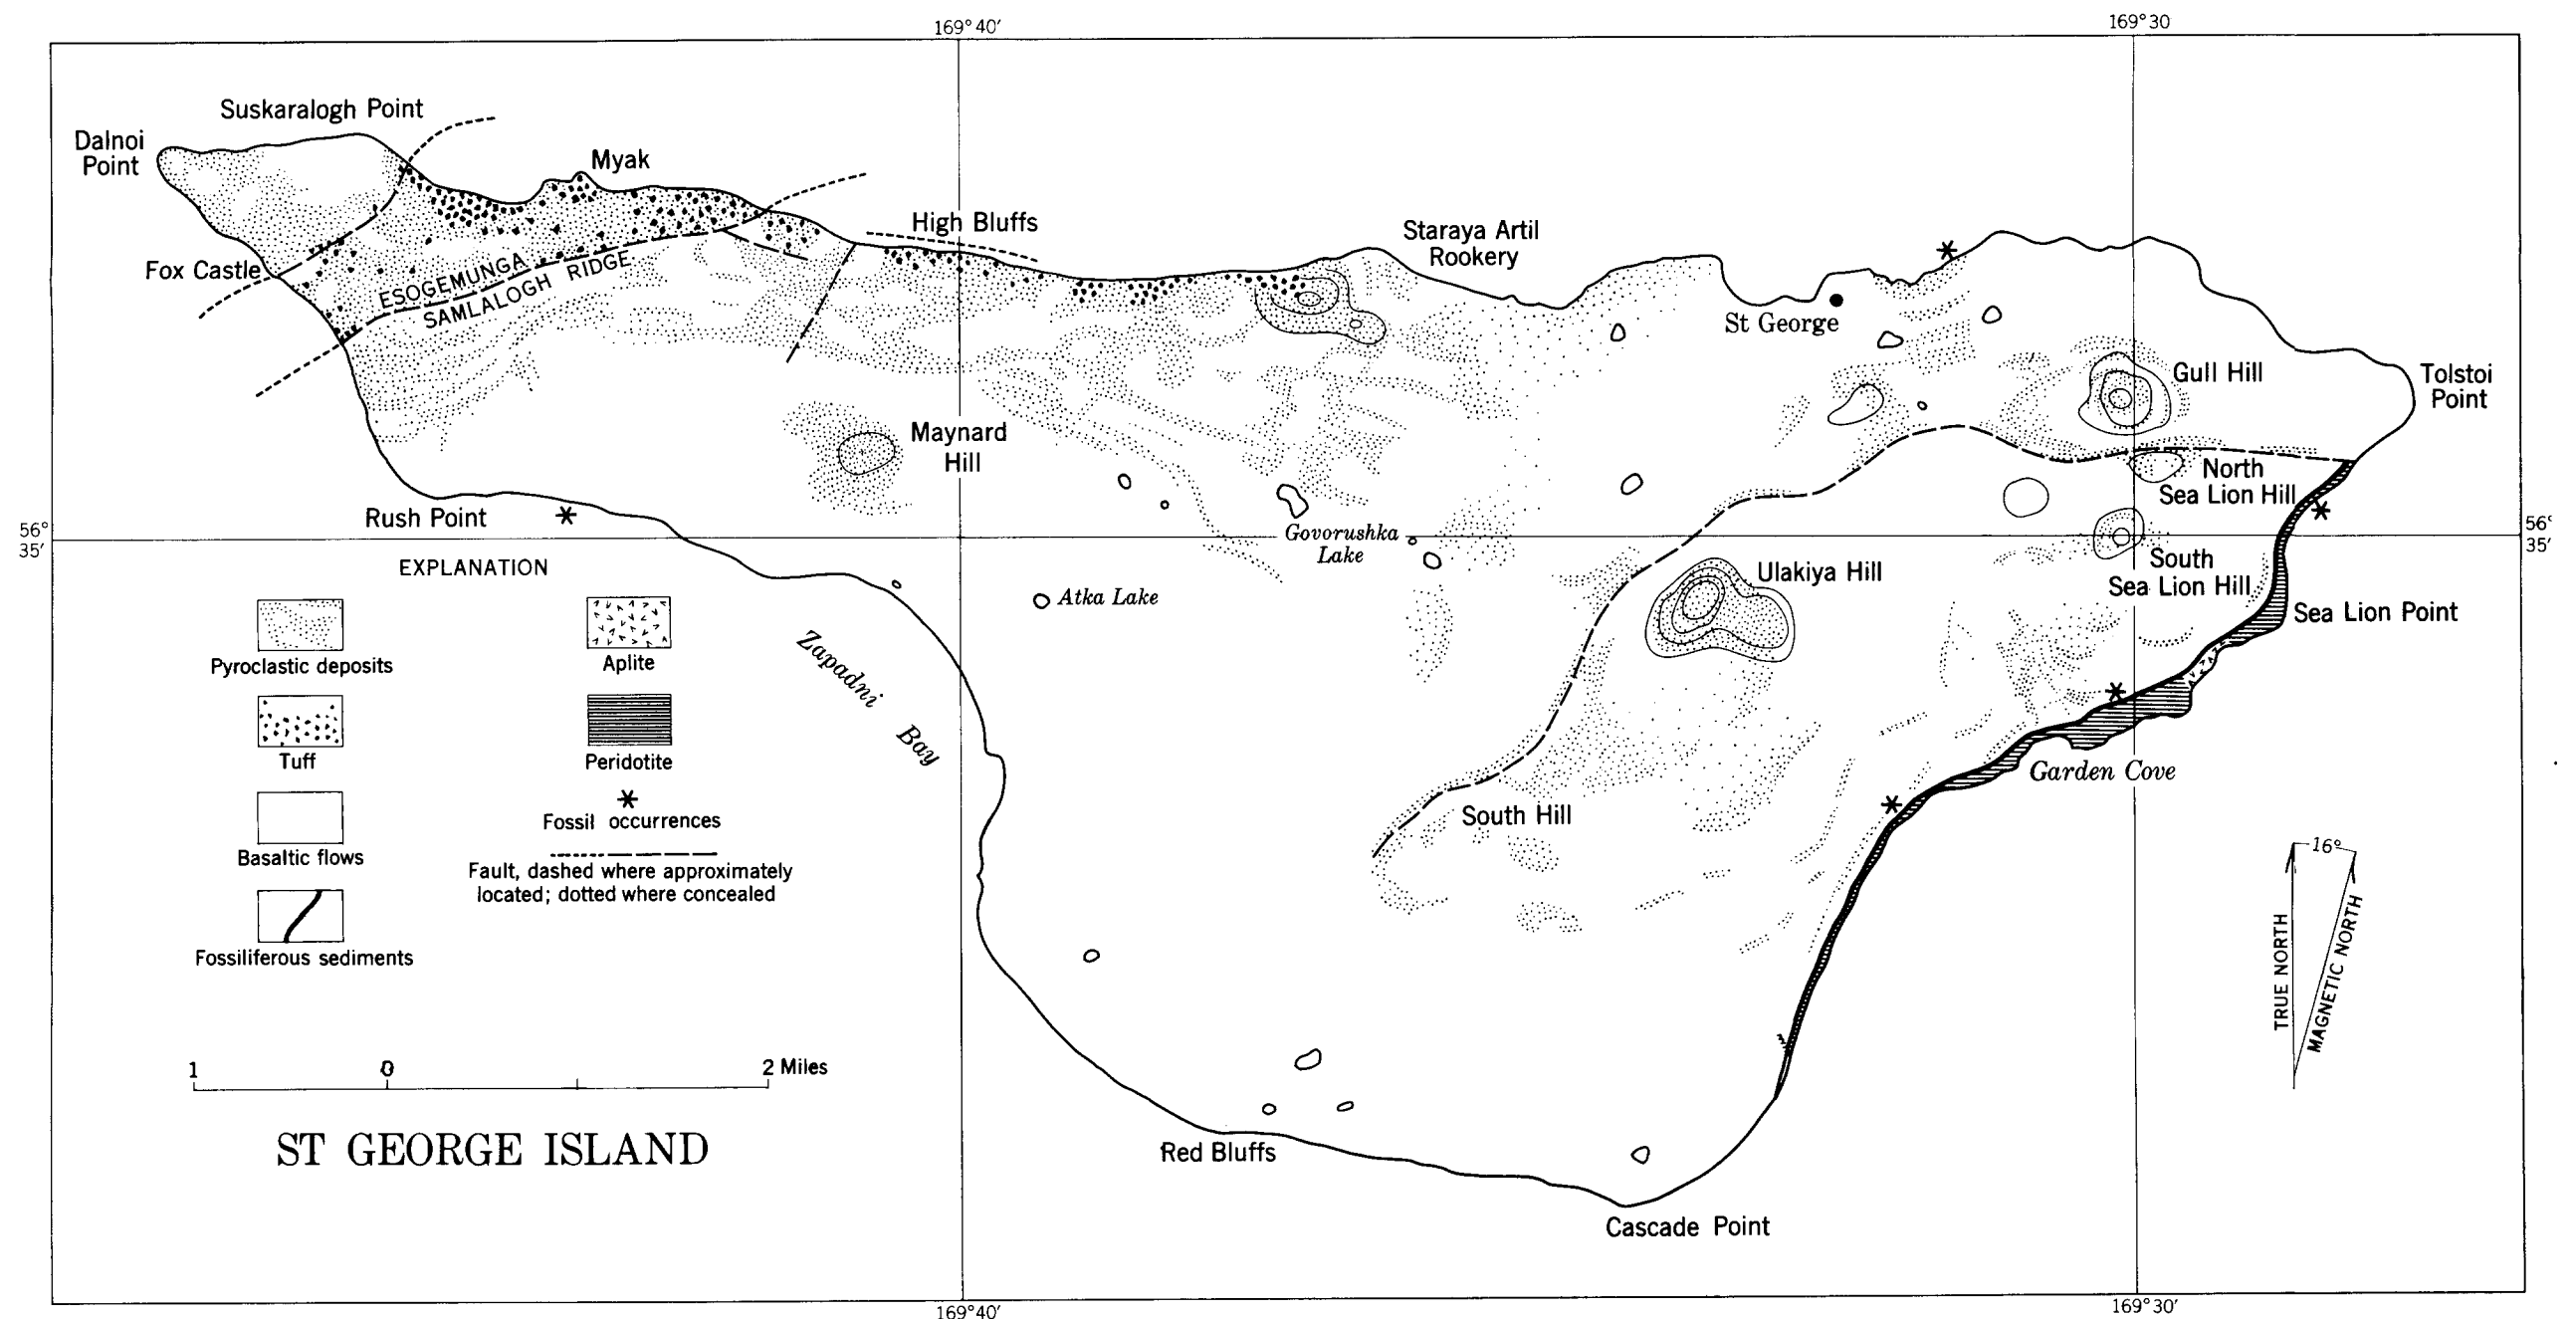 169°40′
169°30
Suskaralogh Point
Dalnoi
Point
Myak
High Bluffs
Staraya Artil
Rookery
Fox Castle
ESOGEMUNGA
SAMLALOGH RIDGE
St George
Gull Hill
Tolstoi
Point
Maynard
Hill
North
Sea Lion Hill
Rush Point
56°
35′
Govorushka
Lake
56°
35′
EXPLANATION
South
Sea Lion Hill
Ulakiya Hill
Atka Lake
Sea Lion Point
Zapadni
Bay
Pyroclastic deposits
Aplite
Tuff
Peridotite
Garden Cove
South Hill
Fossil occurrences
Basaltic flows
Fault, dashed where approximately
located; dotted where concealed
Fossiliferous sediments
16°
TRUE NORTH
MAGNETIC NORTH
1 0 2 Miles
ST GEORGE ISLAND
Red Bluffs
Cascade Point
169°40′
169°30′